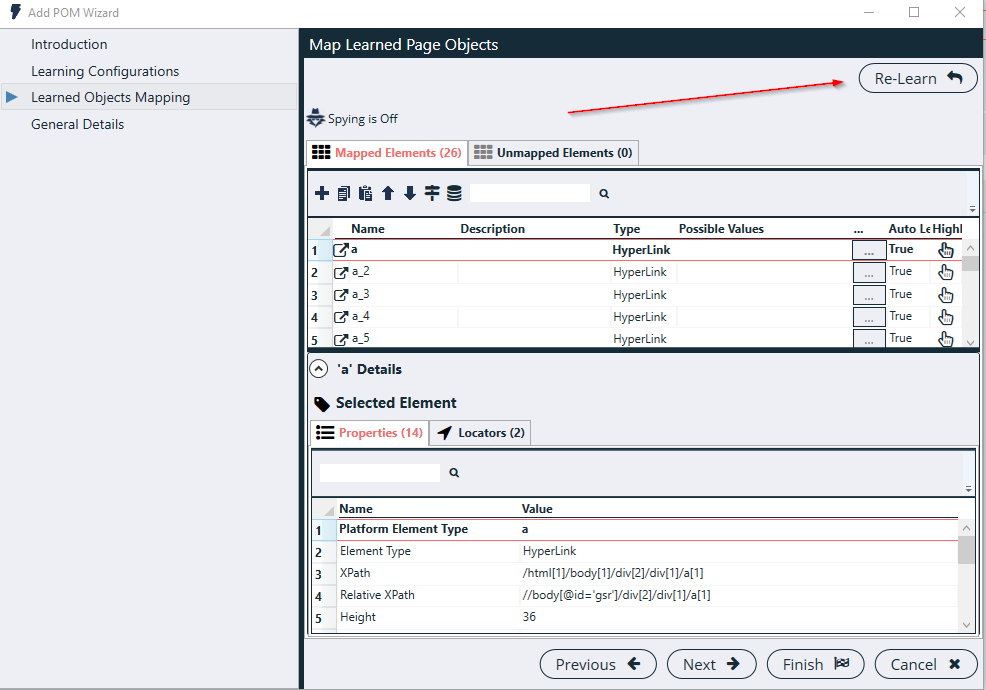 Add POM Wizard
Introduction
Learning Configurations
Learned Objects Mapping
General Details
Map Learned Page Objects
Re-Learn
Spying is Off
Mapped Elements (26) Unmapped Elements (0)
Name Description Type Possible Values ... Auto Le Highl
1 a HyperLink ... True
2 a_2 HyperLink ... True
3 a_3 HyperLink ... True
4 a_4 HyperLink ... True
5 a_5 HyperLink ... True
'a' Details
Selected Element
Properties (14) Locators (2)
Name Value
1 Platform Element Type a
2 Element Type HyperLink
3 XPath /html[1]/body[1]/div[2]/div[1]/a[1]
4 Relative XPath //body[@id='gsr']/div[2]/div[1]/a[1]
5 Height 36
Previous Next Finish Cancel